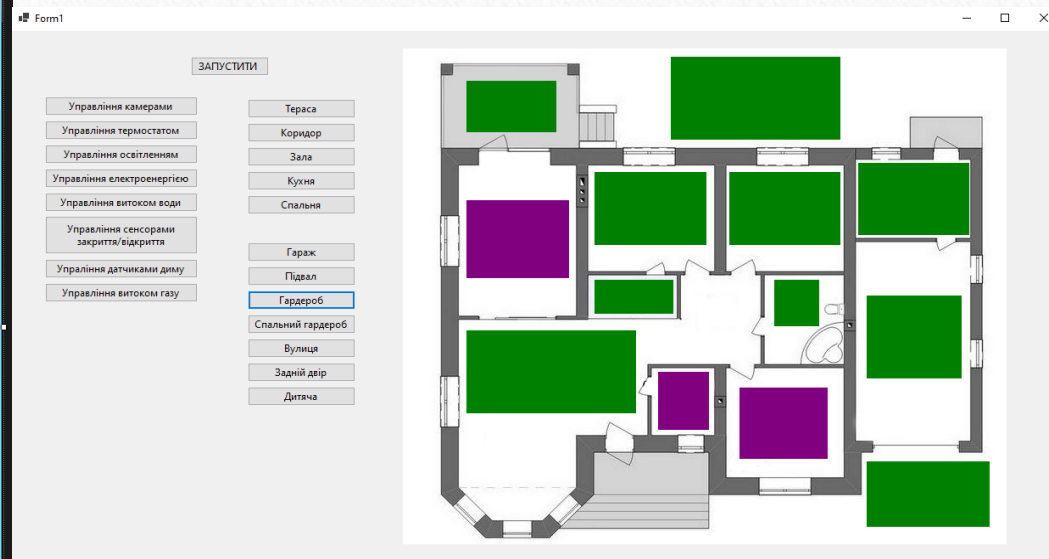 Form1
ЗАПУСТИТИ
Управління камерами
Управління термостатом
Управління освітленням
Управління електроенергією
Управління витоком води
Управління сенсорами
закриття/відкриття
Упраління датчиками диму
Управління витоком газу
Тераса
Коридор
Зала
Кухня
Спальня
Гараж
Підвал
Гардероб
Спальний гардероб
Вулиця
Задній двір
Дитяча